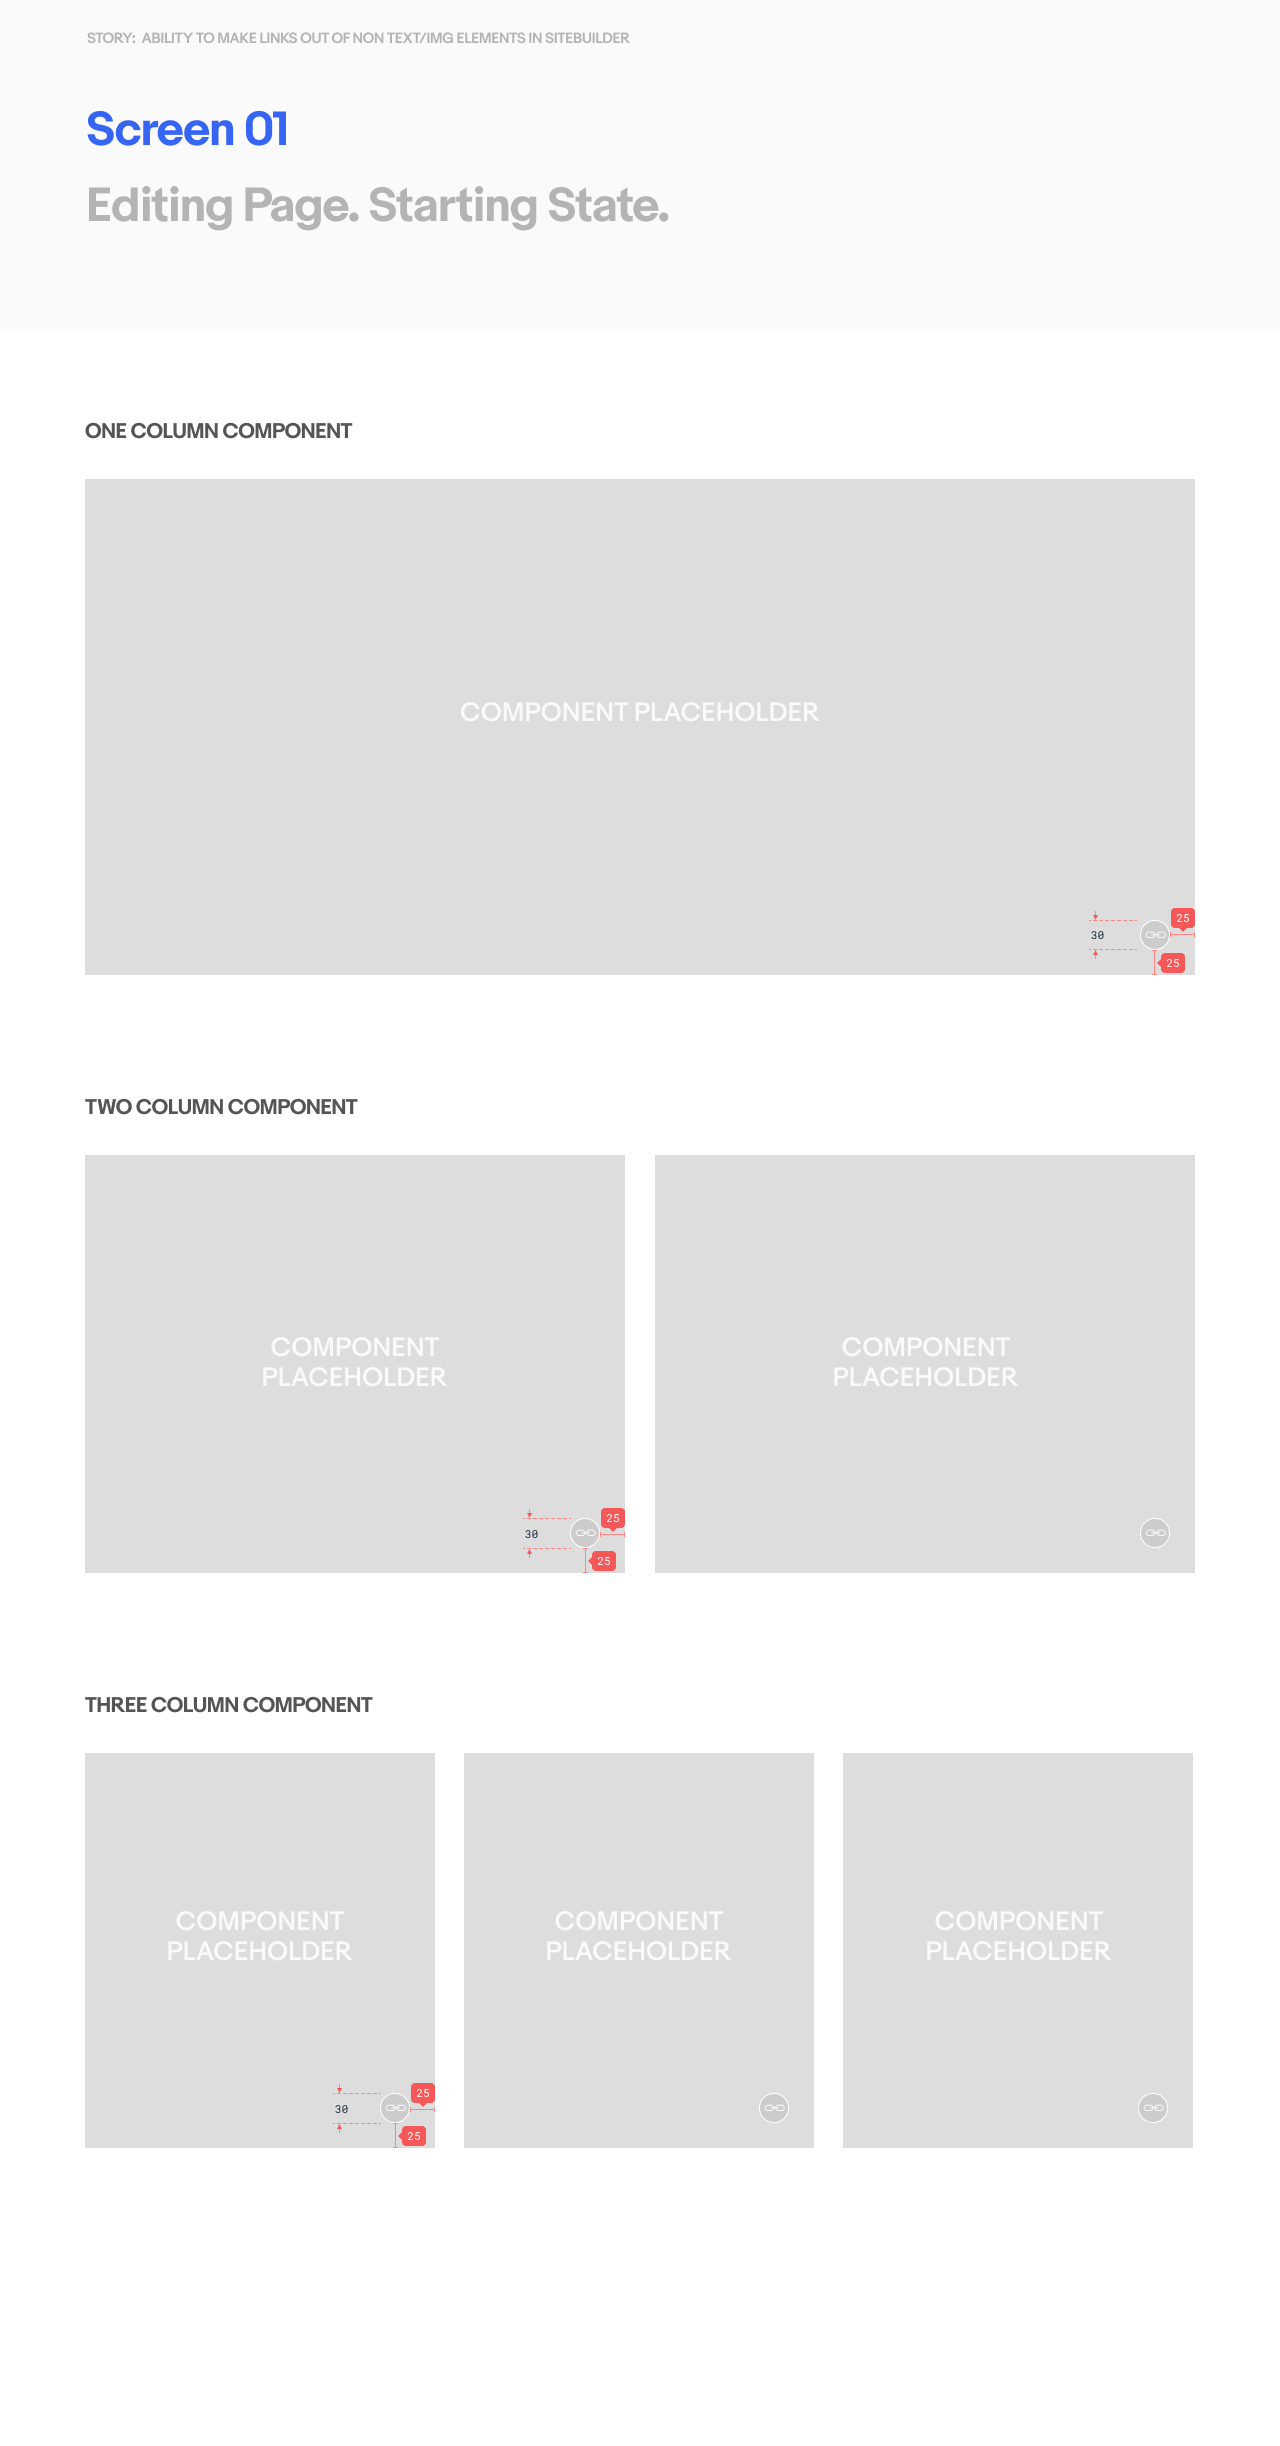 STORY:  ABILITY TO MAKE LINKS OUT OF NON TEXT/IMG ELEMENTS IN SITEBUILDER
Screen 01
Editing Page. Starting State.
ONE COLUMN COMPONENT
COMPONENT PLACEHOLDER
25
30
25
TWO COLUMN COMPONENT
COMPONENT
PLACEHOLDER
COMPONENT
PLACEHOLDER
25
30
25
THREE COLUMN COMPONENT
COMPONENT
PLACEHOLDER
COMPONENT
PLACEHOLDER
COMPONENT
PLACEHOLDER
25
30
25